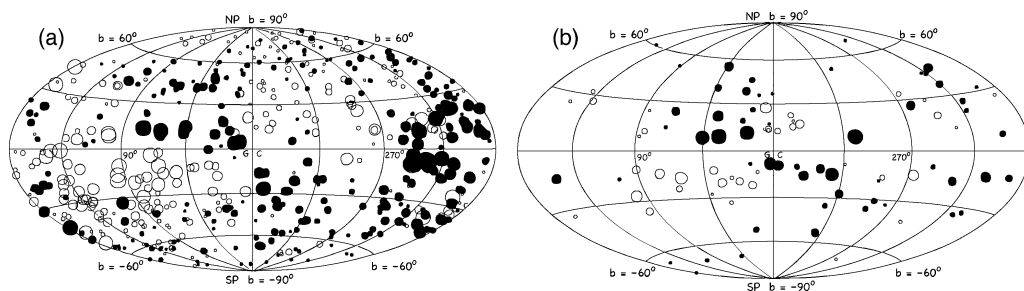 (a)
NP b = 90°
b = 60°
b = 60°
90°
G C
270°
b = -60°
b = -60°
SP b = -90°
(b)
NP b = 90°
b = 60°
b = 60°
90°
G C
270°
b = -60°
b = -60°
SP b = -90°